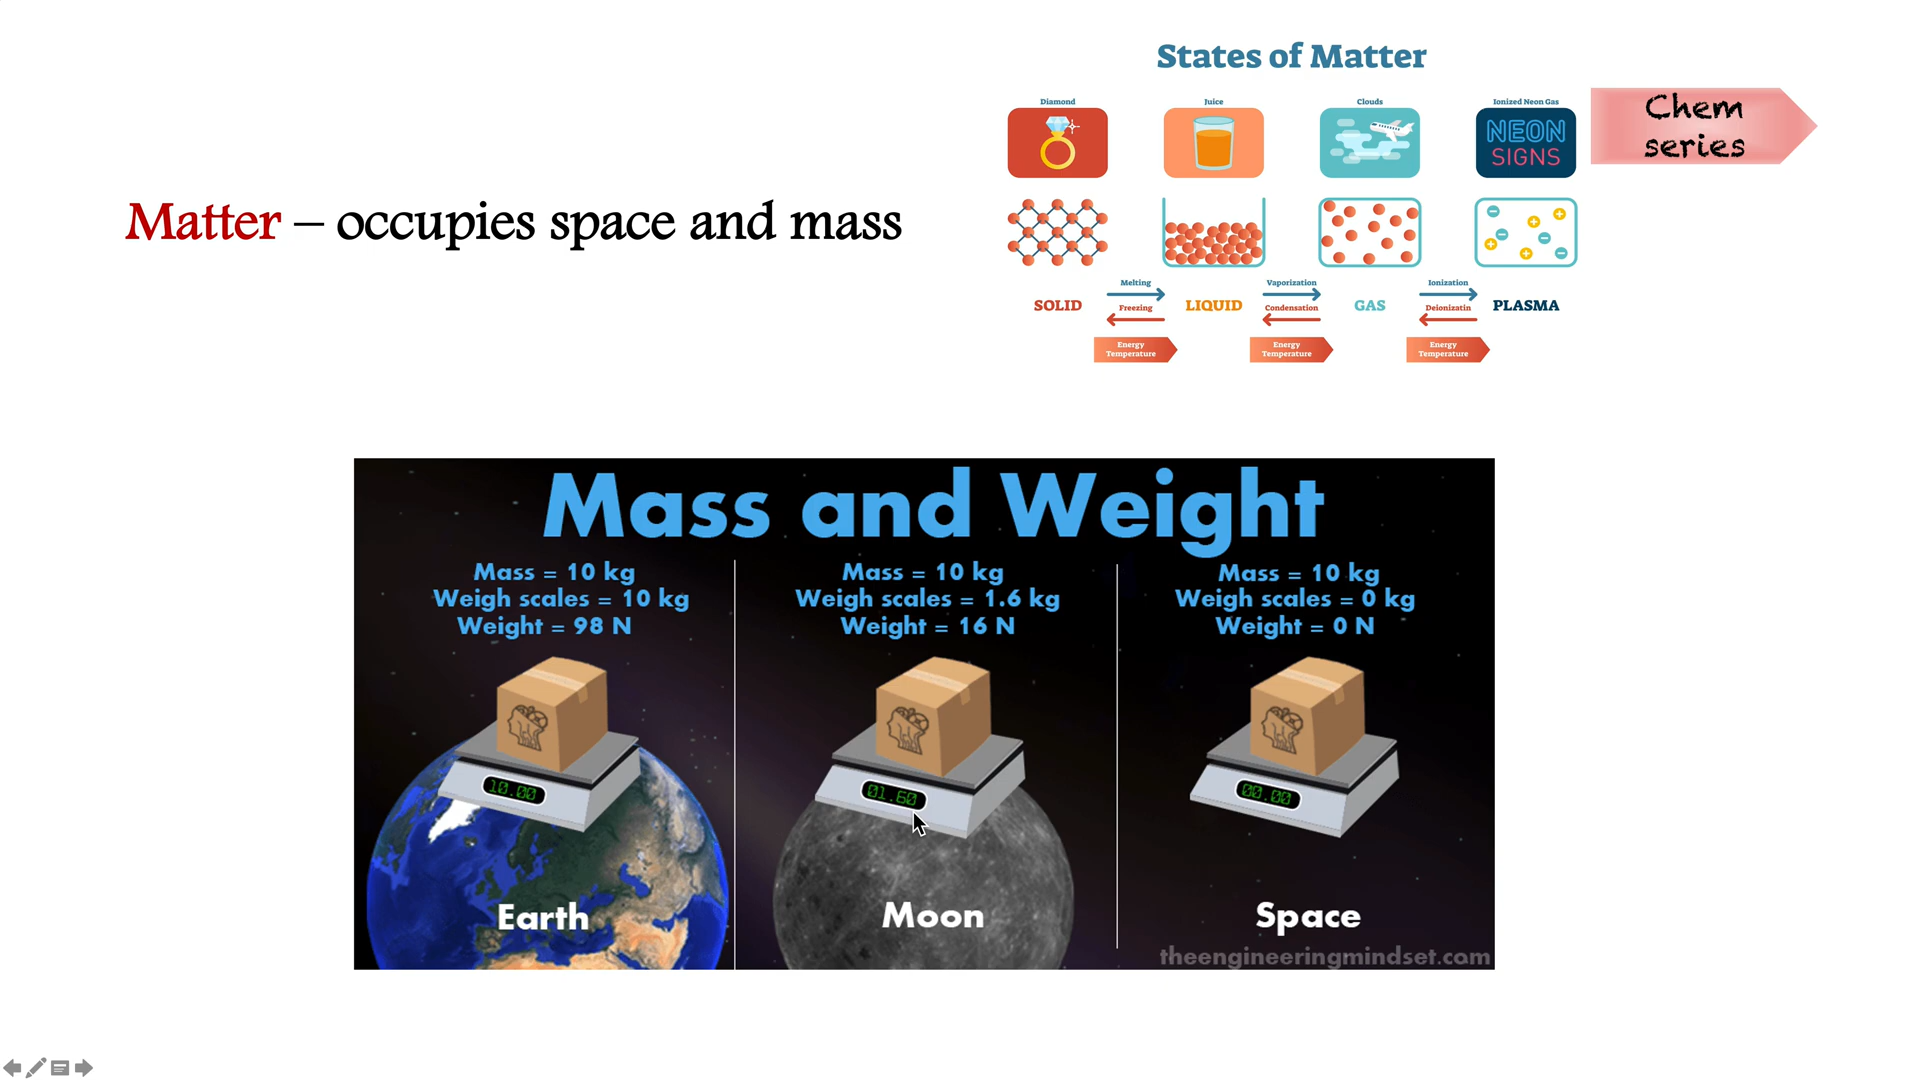 Matter – occupies space and mass
States of Matter
Diamond
Juice
Clouds
Ionized Neon Gas
NEON
SIGNS
Chem
series
SOLID
Melting
Freezing
LIQUID
Vaporization
Condensation
GAS
Ionization
Deionizatin
PLASMA
Energy
Temperature
Energy
Temperature
Energy
Temperature
Mass and Weight
Mass = 10 kg
Weigh scales = 10 kg
Weight = 98 N
10.00
Earth
Mass = 10 kg
Weigh scales = 1.6 kg
Weight = 16 N
01.60
Moon
Mass = 10 kg
Weigh scales = 0 kg
Weight = 0 N
00.00
Space
theengineeringmindset.com